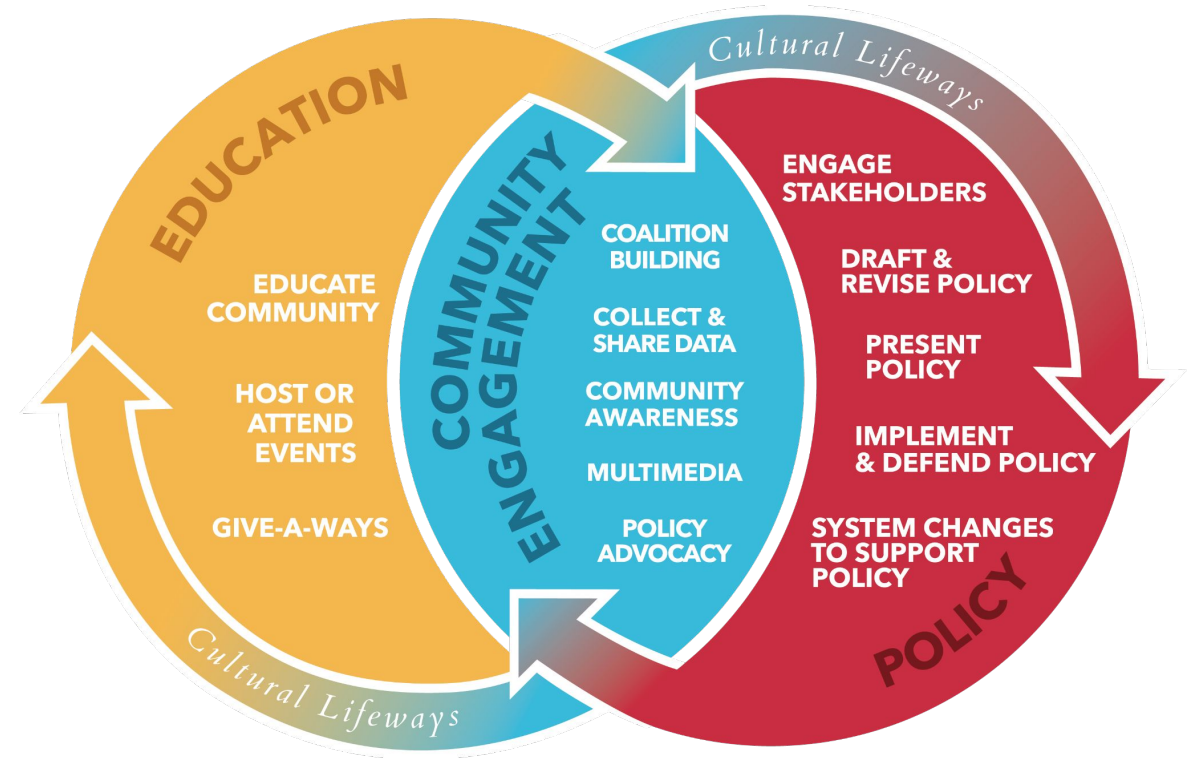 EDUCATION
EDUCATE
COMMUNITY
HOST OR
ATTEND
EVENTS
GIVE-A-WAYS
Cultural Lifeways
COMMUNITY
ENGAGEMENT
COALITION
BUILDING
COLLECT &
SHARE DATA
COMMUNITY
AWARENESS
MULTIMEDIA
POLICY
ADVOCACY
Cultural Lifeways
ENGAGE
STAKEHOLDERS
DRAFT &
REVISE POLICY
PRESENT
POLICY
IMPLEMENT
& DEFEND POLICY
SYSTEM CHANGES
TO SUPPORT
POLICY
POLICY